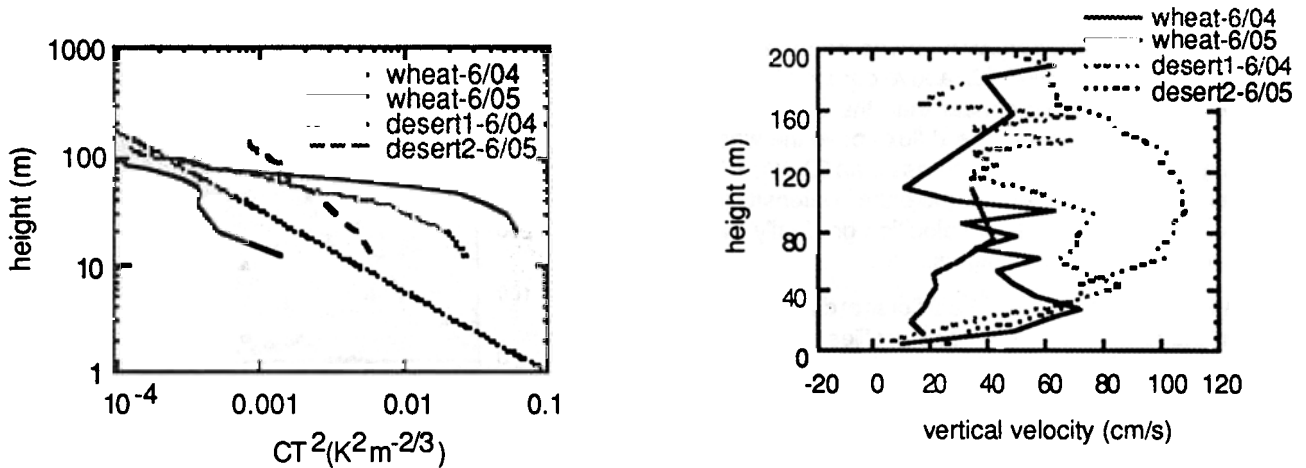 1000
100
10
1
height (m)
10-4
0.001
0.01
0.1
CT2(K2m-2/3)
wheat-6/04
wheat-6/05
desert1-6/04
desert2-6/05
wheat-6/04
wheat-6/05
desert1-6/04
desert2-6/05
200
160
120
80
40
0
height (m)
-20
0
20
40
60
80
100
120
vertical velocity (cm/s)